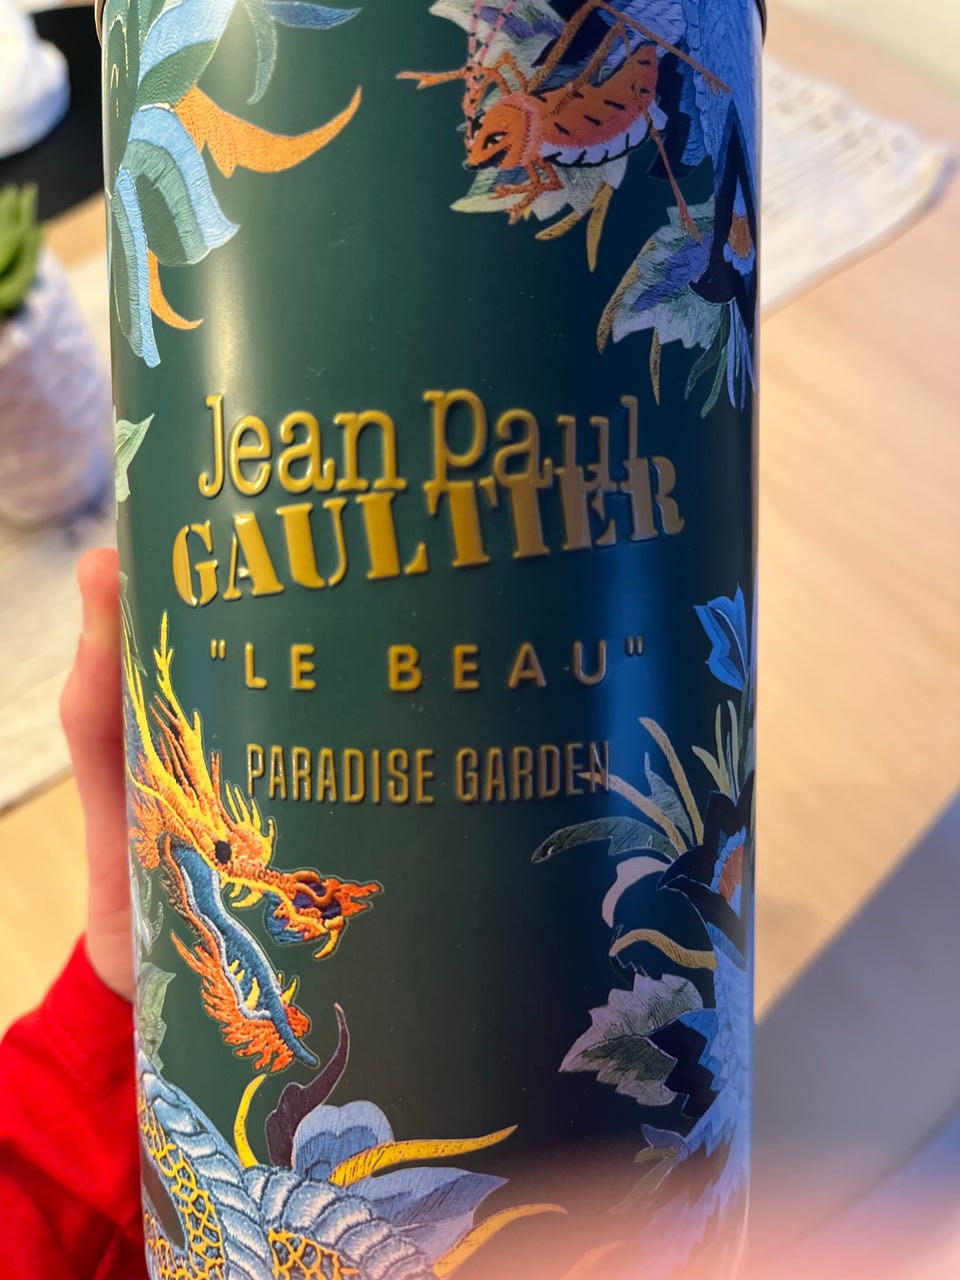 Jean Paul
GAULTIER
"LE BEAU"
PARADISE GARDEN